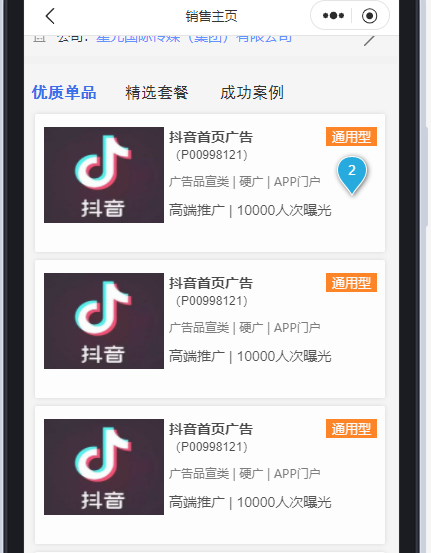 销售主页
公司：星光国际传媒（集团）有限公司
优质单品 精选套餐 成功案例
抖音首页广告 通用型
（P00998121）
2
广告品宣类 | 硬广 | APP门户
高端推广 | 10000人次曝光
抖音
抖音首页广告 通用型
（P00998121）
广告品宣类 | 硬广 | APP门户
高端推广 | 10000人次曝光
抖音
抖音首页广告 通用型
（P00998121）
广告品宣类 | 硬广 | APP门户
高端推广 | 10000人次曝光
抖音